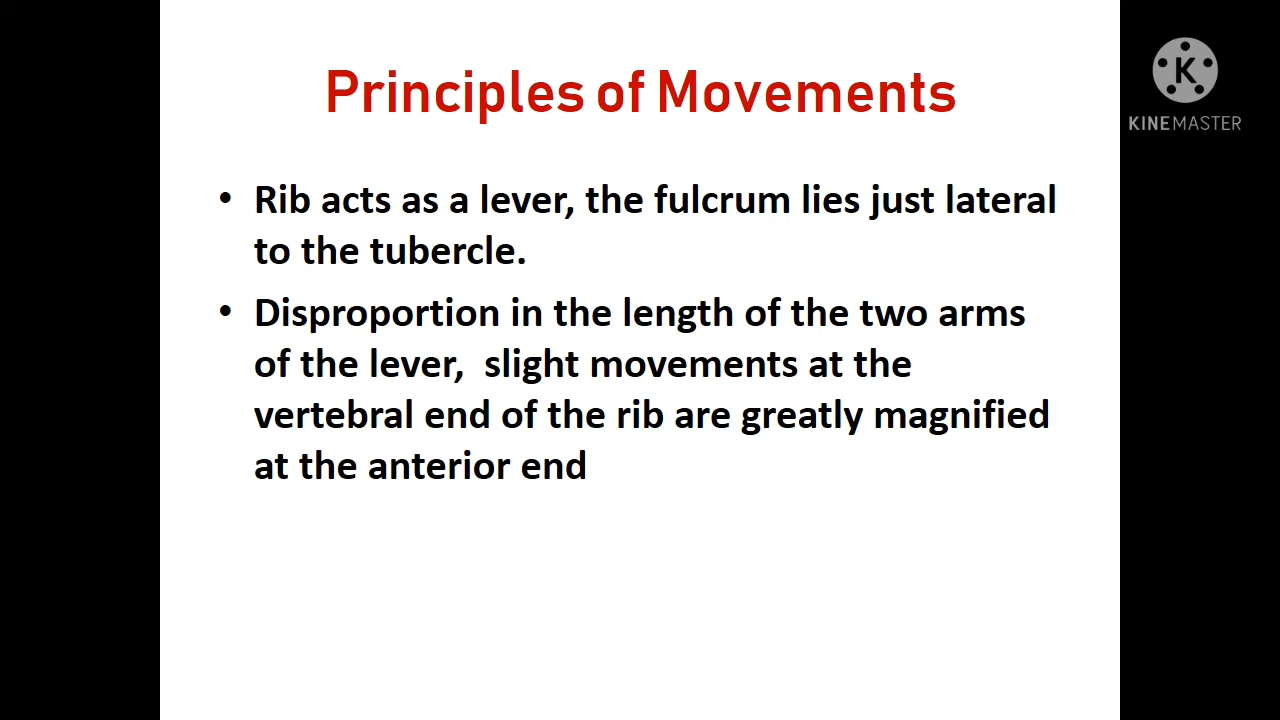 Principles of Movements
K
KINEMASTER
• Rib acts as a lever, the fulcrum lies just lateral
to the tubercle.
• Disproportion in the length of the two arms
of the lever,  slight movements at the
vertebral end of the rib are greatly magnified
at the anterior end